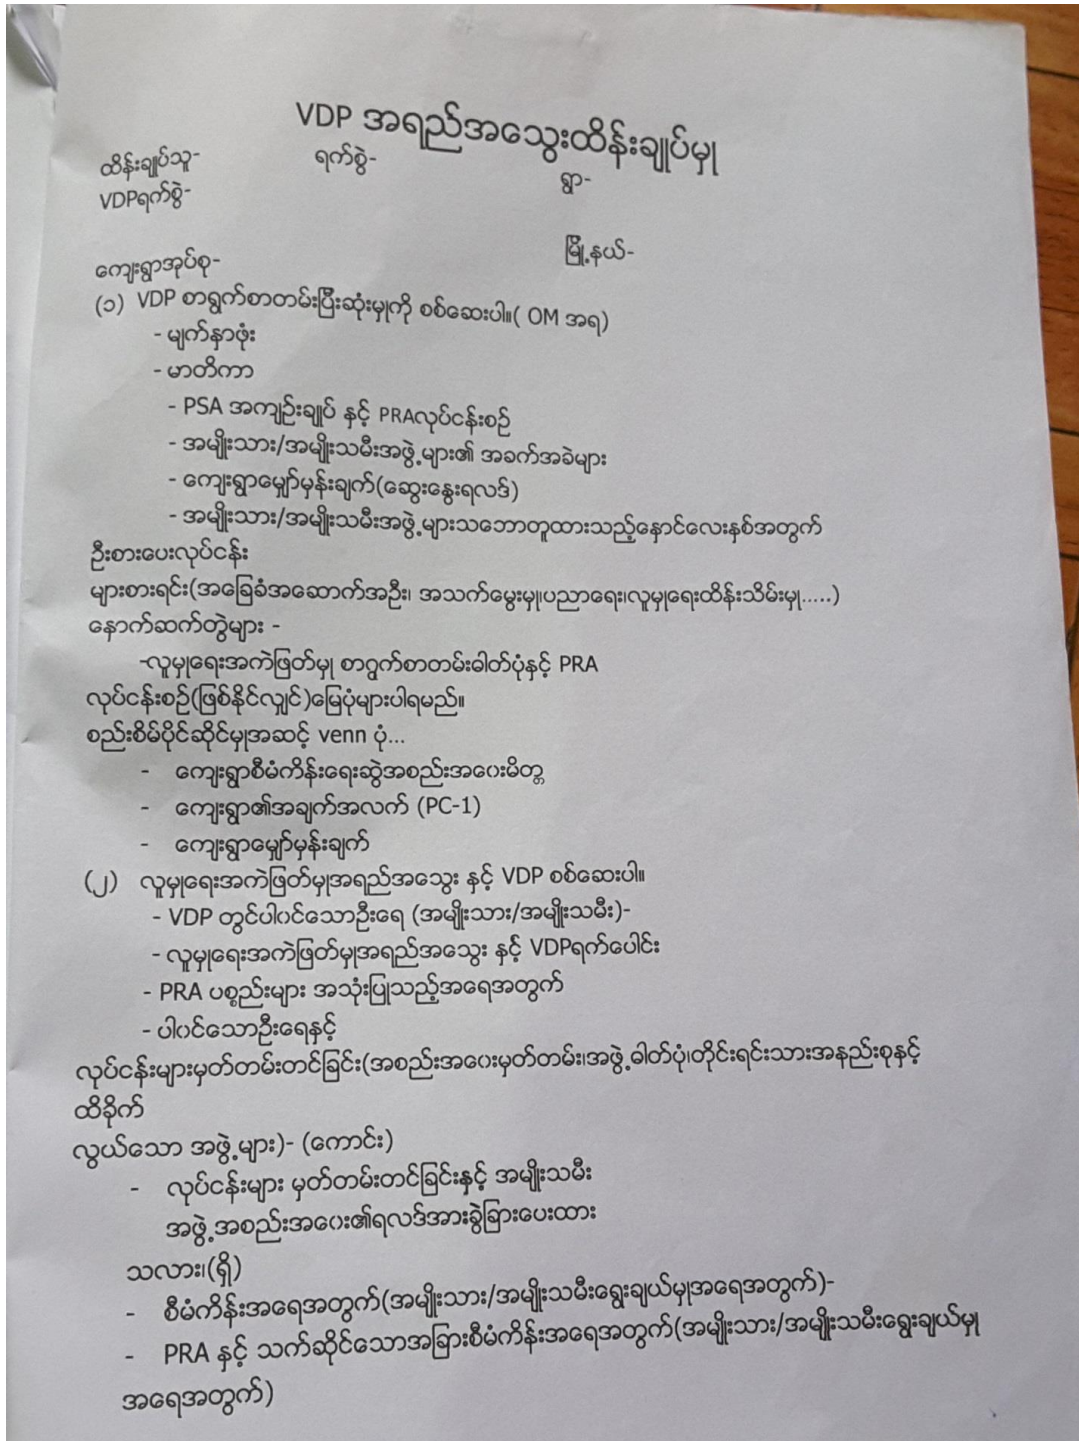 VDP အရည်အသွေးထိန်းချုပ်မှု
ထိန်းချုပ်သူ- ရက်စွဲ- ရွာ-
VDPရက်စွဲ-
ကျေးရွာအုပ်စု- မြို့နယ်-
(၁) VDP စာရွက်စာတမ်းပြီးဆုံးမှုကို စစ်ဆေးပါ။( OM အရ)
- မျက်နှာဖုံး
- မာတိကာ
- PSA အကျဉ်းချုပ် နှင့် PRAလုပ်ငန်းစဉ်
- အမျိုးသား/အမျိုးသမီးအဖွဲ့များ၏ အခက်အခဲများ
- ကျေးရွာမျှော်မှန်းချက်(ဆွေးနွေးရလဒ်)
- အမျိုးသား/အမျိုးသမီးအဖွဲ့များသဘောတူထားသည့်နောင်လေးနှစ်အတွက်
ဦးစားပေးလုပ်ငန်း
များစာရင်း(အခြေခံအဆောက်အဦး၊ အသက်မွေးမှု၊ပညာရေး၊လူမှုရေးထိန်းသိမ်းမှု.....)
နောက်ဆက်တွဲများ -
-လူမှုရေးအကဲဖြတ်မှု စာဂွက်စာတမ်းဓါတ်ပုံနှင့် PRA
လုပ်ငန်းစဉ်(ဖြစ်နိုင်လျှင်)မြေပုံများပါရမည်။
စည်းစိမ်ပိုင်ဆိုင်မှုအဆင့် venn ပုံ...
- ကျေးရွာစီမံကိန်းရေးဆွဲအစည်းအဝေးမိတ္တူ
- ကျေးရွာ၏အချက်အလက် (PC-1)
- ကျေးရွာမျှော်မှန်းချက်
(၂) လူမှုရေးအကဲဖြတ်မှုအရည်အသွေး နှင့် VDP စစ်ဆေးပါ။
- VDP တွင်ပါဝင်သောဦးရေ (အမျိုးသား/အမျိုးသမီး)-
- လူမှုရေးအကဲဖြတ်မှုအရည်အသွေး နှင့် VDPရက်ပေါင်း
- PRA ပစ္စည်းများ အသုံးပြုသည့်အရေအတွက်
- ပါဝင်သောဦးရေနှင့်
လုပ်ငန်းများမှတ်တမ်းတင်ခြင်း(အစည်းအဝေးမှတ်တမ်း၊အဖွဲ့ဓါတ်ပုံ၊တိုင်းရင်းသားအနည်းစုနှင့်
ထိခိုက်
လွယ်သော အဖွဲ့များ)- (ကောင်း)
- လုပ်ငန်းများ မှတ်တမ်းတင်ခြင်းနှင့် အမျိုးသမီး
အဖွဲ့အစည်းအဝေး၏ရလဒ်အားခွဲခြားပေးထား
သလား၊(ရှိ)
- စီမံကိန်းအရေအတွက်(အမျိုးသား/အမျိုးသမီးရွေးချယ်မှုအရေအတွက်)-
- PRA နှင့် သက်ဆိုင်သောအခြားစီမံကိန်းအရေအတွက်(အမျိုးသား/အမျိုးသမီးရွေးချယ်မှု
အရေအတွက်)